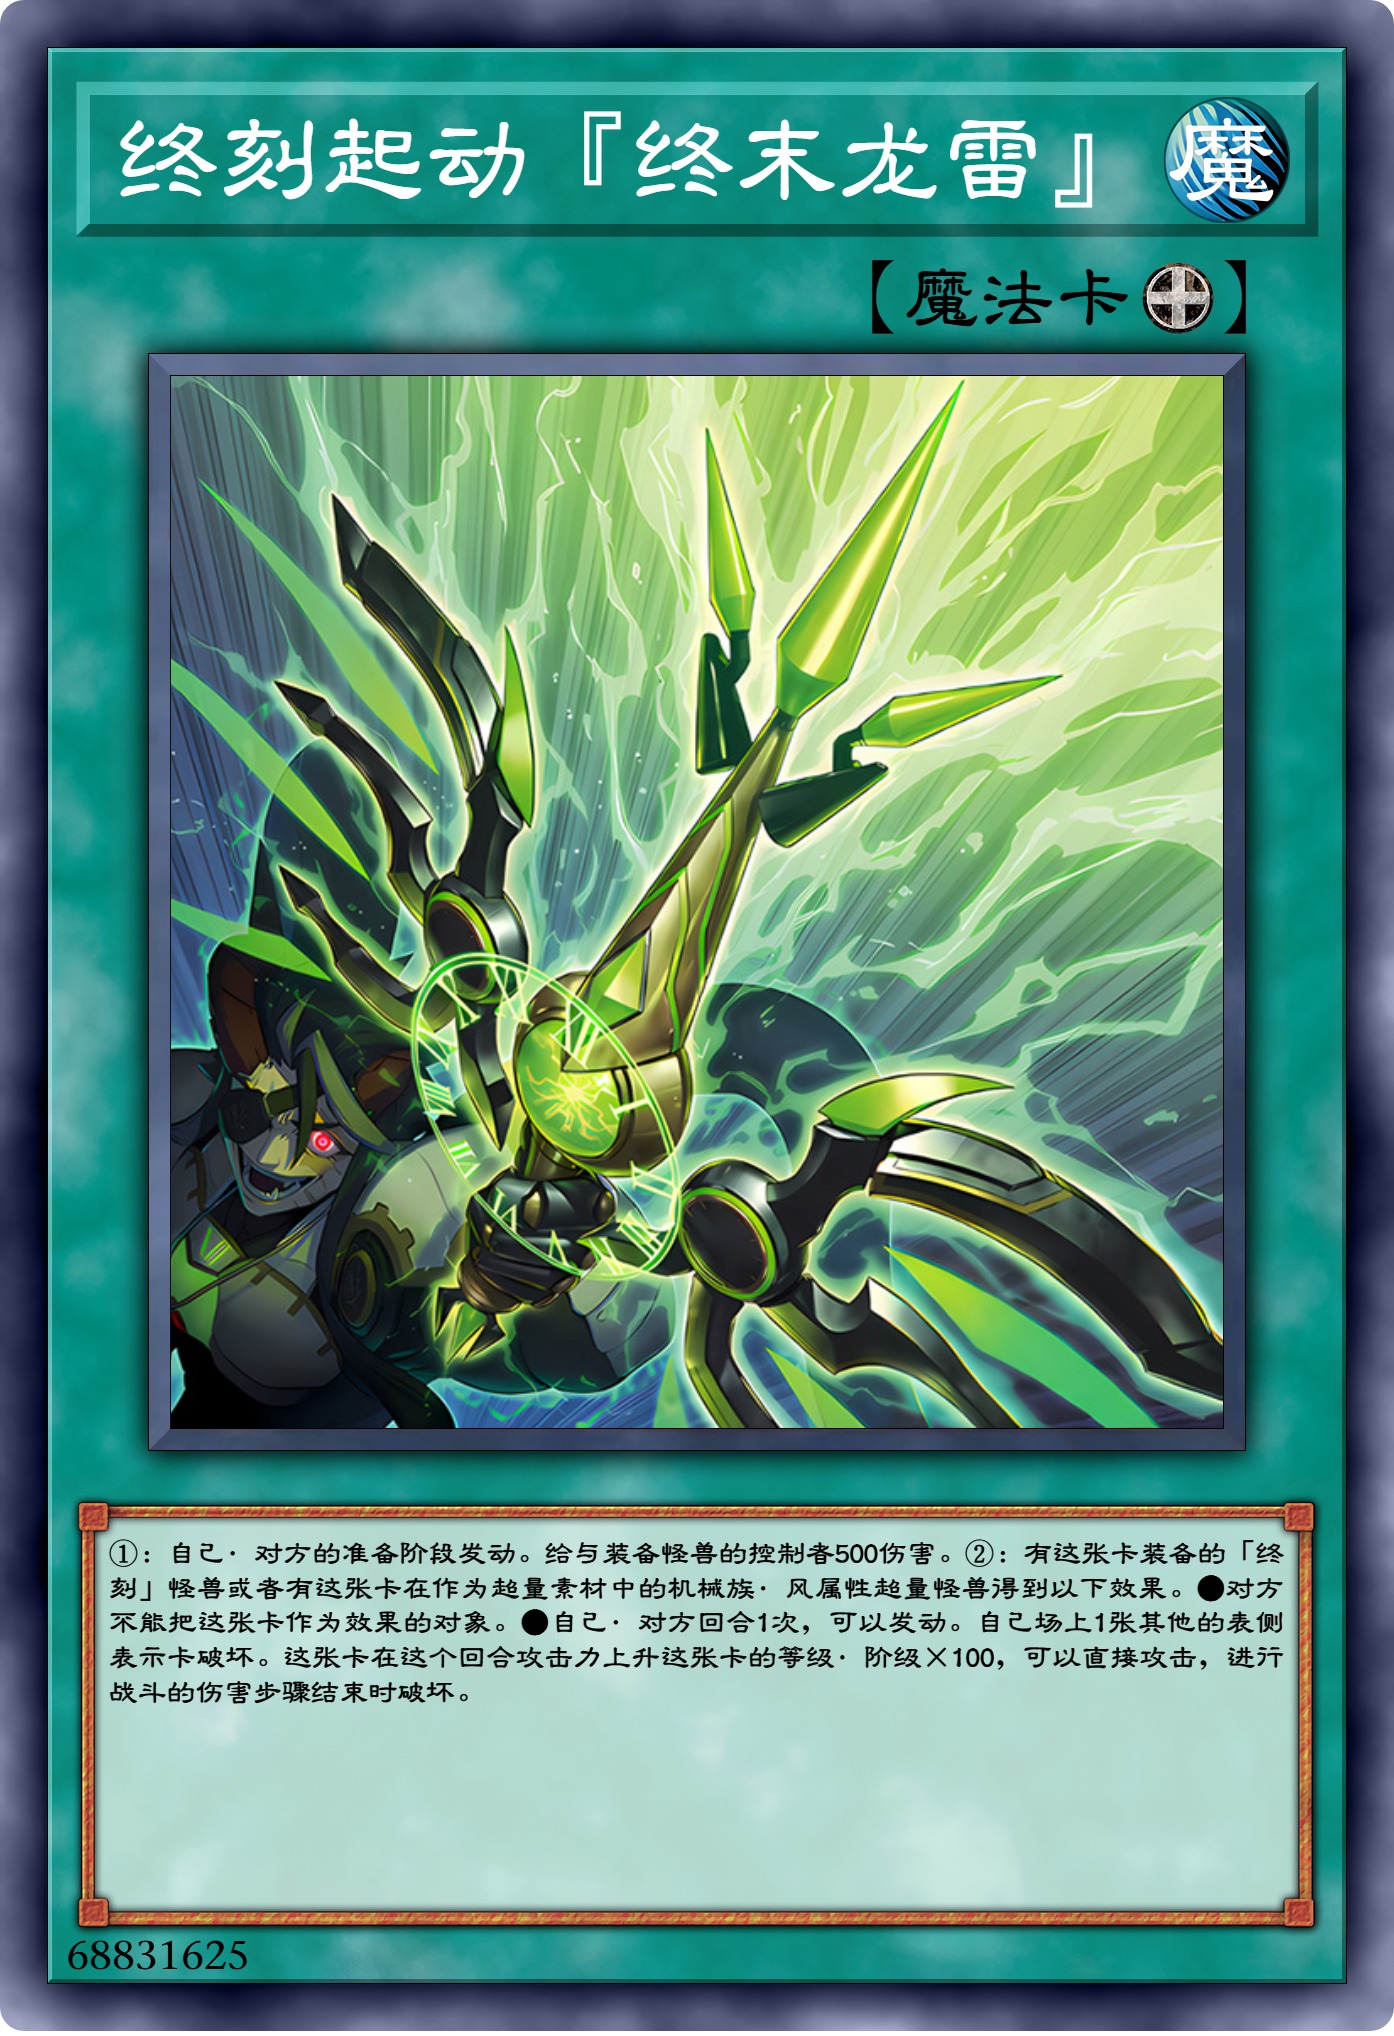 终刻起动『终末龙雷』 魔
【魔法卡】
①：自己·对方的准备阶段发动。给与装备怪兽的控制者500伤害。②：有这张卡装备的「终
刻」怪兽或者有这张卡在作为超量素材中的机械族·风属性超量怪兽得到以下效果。●对方
不能把这张卡作为效果的对象。●自己·对方回合1次，可以发动。自己场上1张其他的表侧
表示卡破坏。这张卡在这个回合攻击力上升这张卡的等级·阶级×100，可以直接攻击，进行
战斗的伤害步骤结束时破坏。
68831625